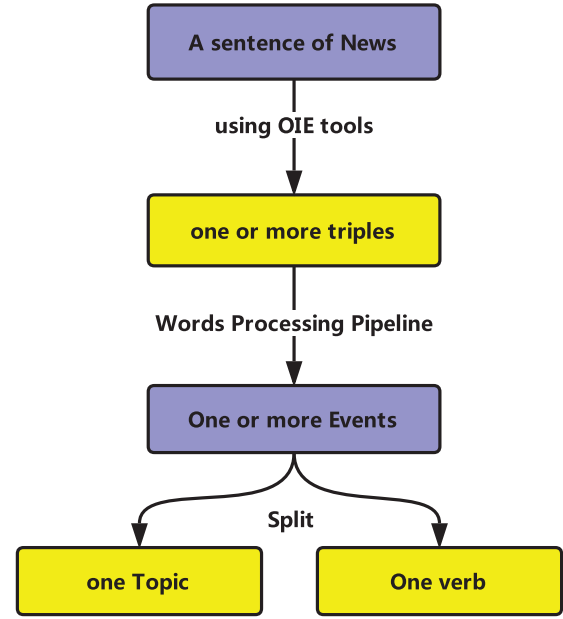 A sentence of News
using OIE tools
one or more triples
Words Processing Pipeline
One or more Events
Split
one Topic
One verb